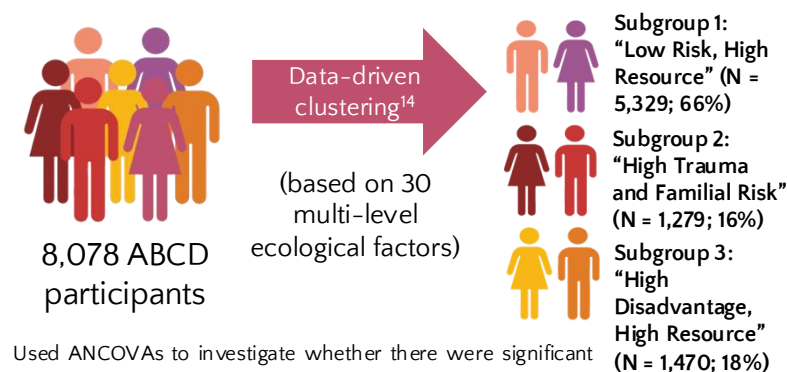 8,078 ABCD
participants
Data-driven
clustering14
(based on 30
multi-level
ecological factors)
Subgroup 1:
“Low Risk, High
Resource” (N =
5,329; 66%)
Subgroup 2:
“High Trauma
and Familial Risk”
(N = 1,279; 16%)
Subgroup 3:
“High
Disadvantage,
High Resource”
(N = 1,470; 18%)
Used ANCOVAs to investigate whether there were significant